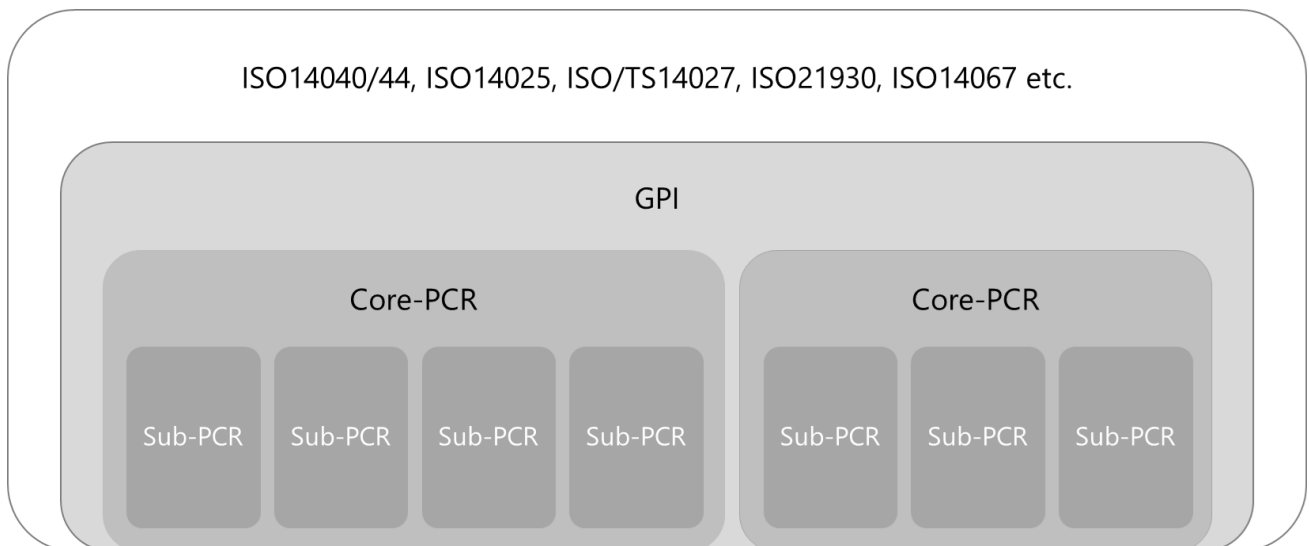 ISO14040/44, ISO14025, ISO/TS14027, ISO21930, ISO14067 etc.
GPI
Core-PCR
Core-PCR
Sub-PCR
Sub-PCR
Sub-PCR
Sub-PCR
Sub-PCR
Sub-PCR
Sub-PCR